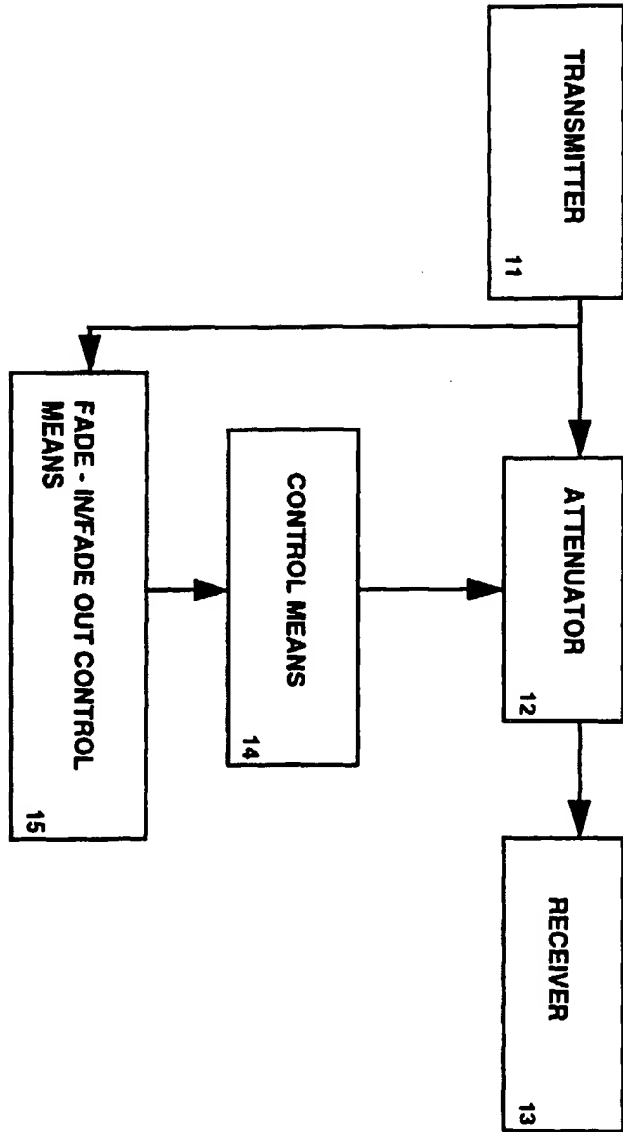 TRANSMITTER
11
ATTENUATOR
12
RECEIVER
13
CONTROL MEANS
14
FADE - IN/FADE OUT CONTROL
MEANS
15